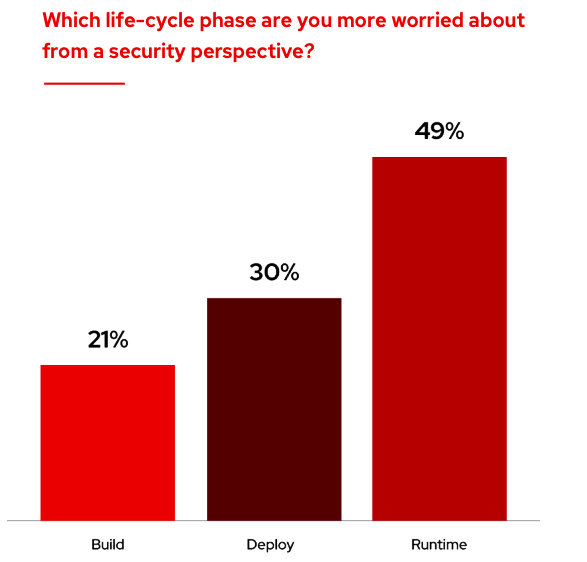 Which life-cycle phase are you more worried about
from a security perspective?
49%
30%
21%
Build
Deploy
Runtime